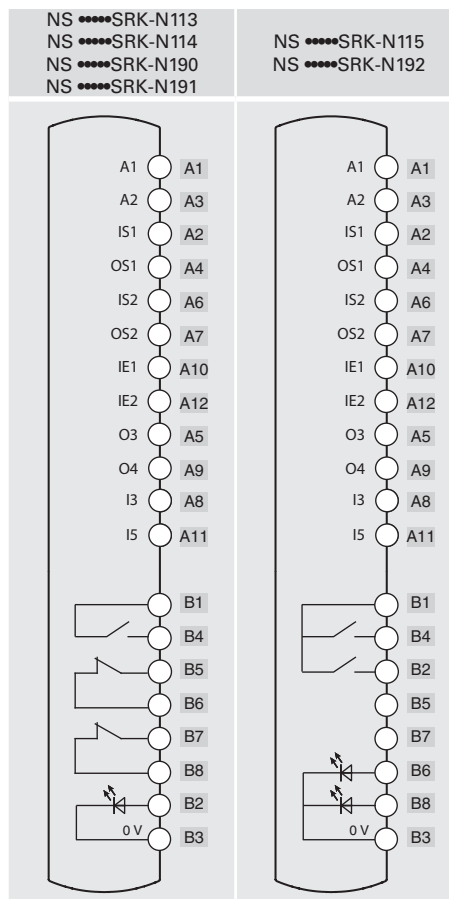 NS •••••SRK-N113
NS •••••SRK-N114
NS •••••SRK-N190
NS •••••SRK-N191
NS •••••SRK-N115
NS •••••SRK-N192
A1 A1
A2 A3
IS1 A2
OS1 A4
IS2 A6
OS2 A7
IE1 A10
IE2 A12
O3 A5
O4 A9
I3 A8
I5 A11
B1
B4
B5
B6
B7
B8
B2
0 V B3
A1 A1
A2 A3
IS1 A2
OS1 A4
IS2 A6
OS2 A7
IE1 A10
IE2 A12
O3 A5
O4 A9
I3 A8
I5 A11
B1
B4
B2
B5
B7
B6
B8
0 V B3